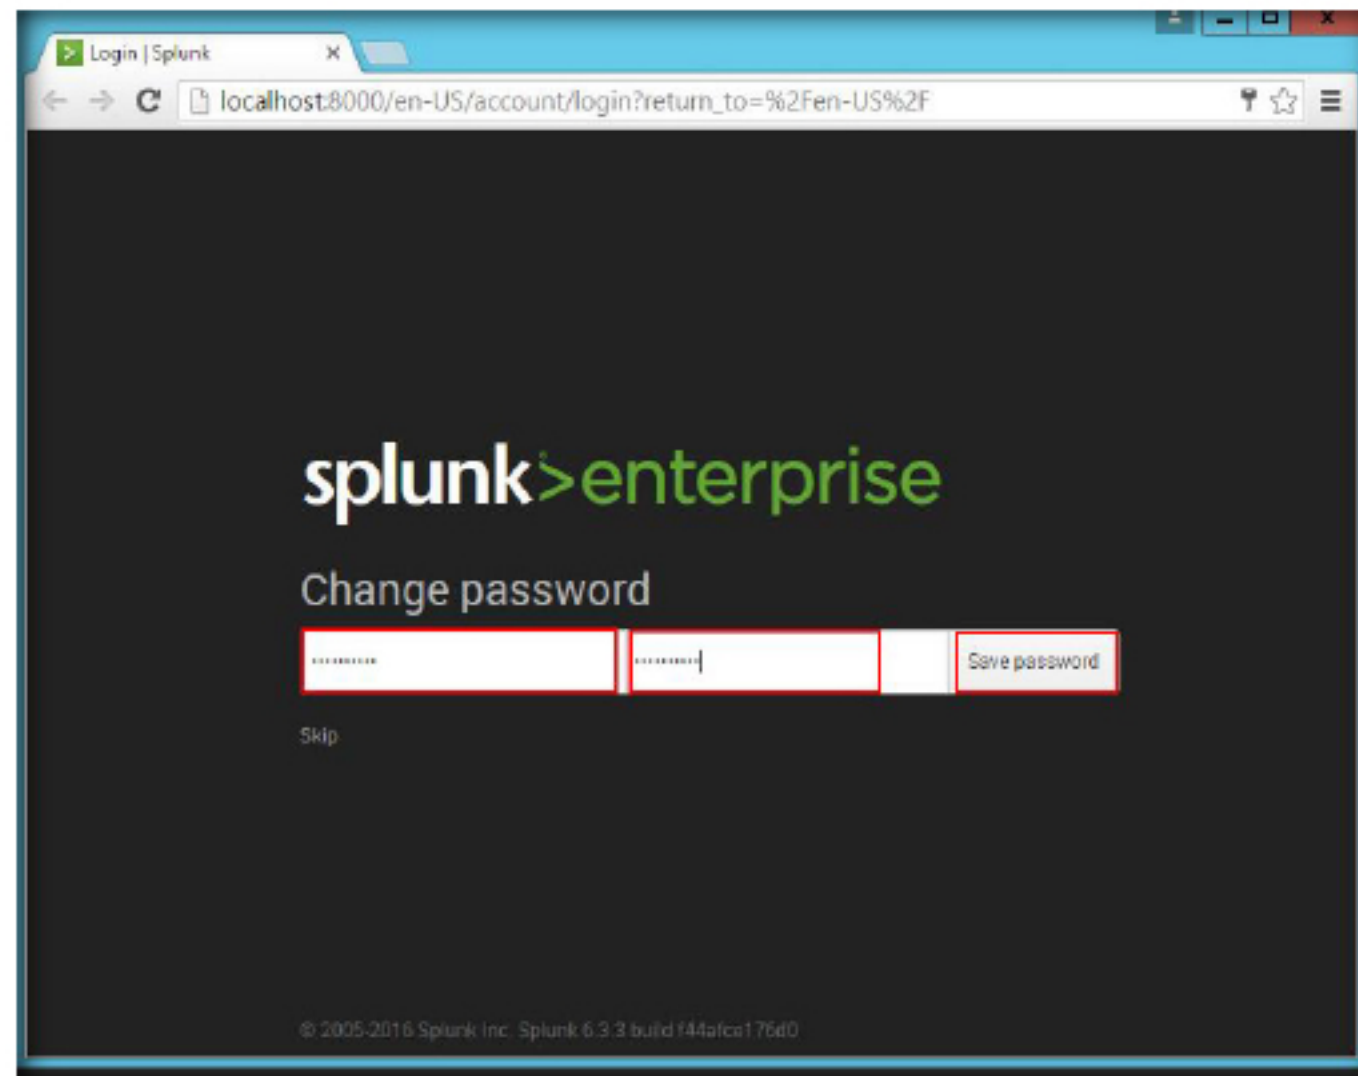 Login | Splunk
localhost:8000/en-US/account/login?return_to=%2Fen-US%2F
splunk>enterprise
Change password
Save password
Skip
© 2005-2016 Splunk Inc. Splunk 6.3.3 build f44afce176d0